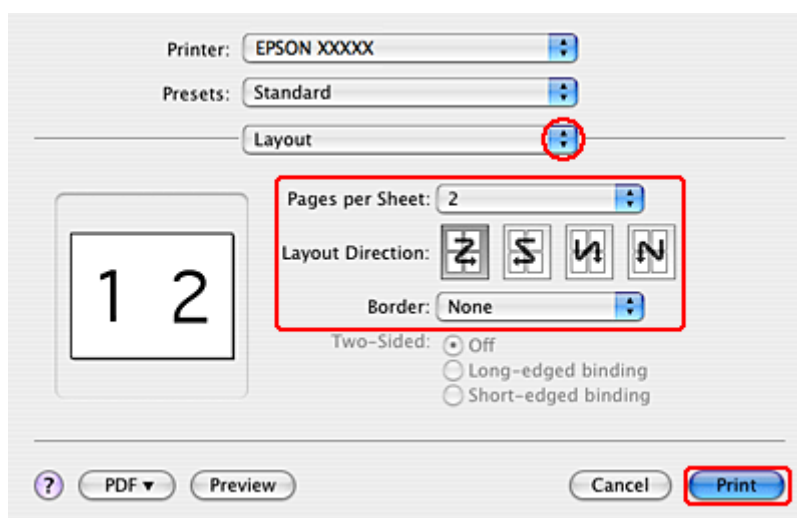 Printer: EPSON XXXXX
Presets: Standard
Layout
Pages per Sheet: 2
Layout Direction:
1 2
Border: None
Two-Sided: Off
Long-edged binding
Short-edged binding
? PDF ▼ Preview Cancel Print